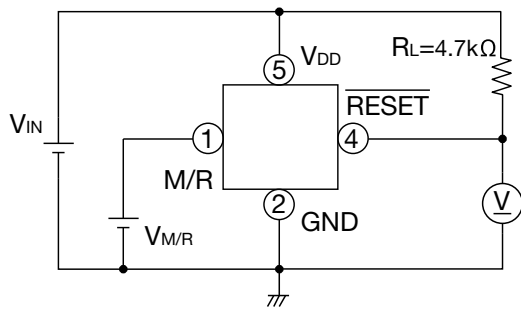 VDD
RL=4.7kΩ
5
RESET
VIN
1
4
M/R
2
GND
V
VM/R